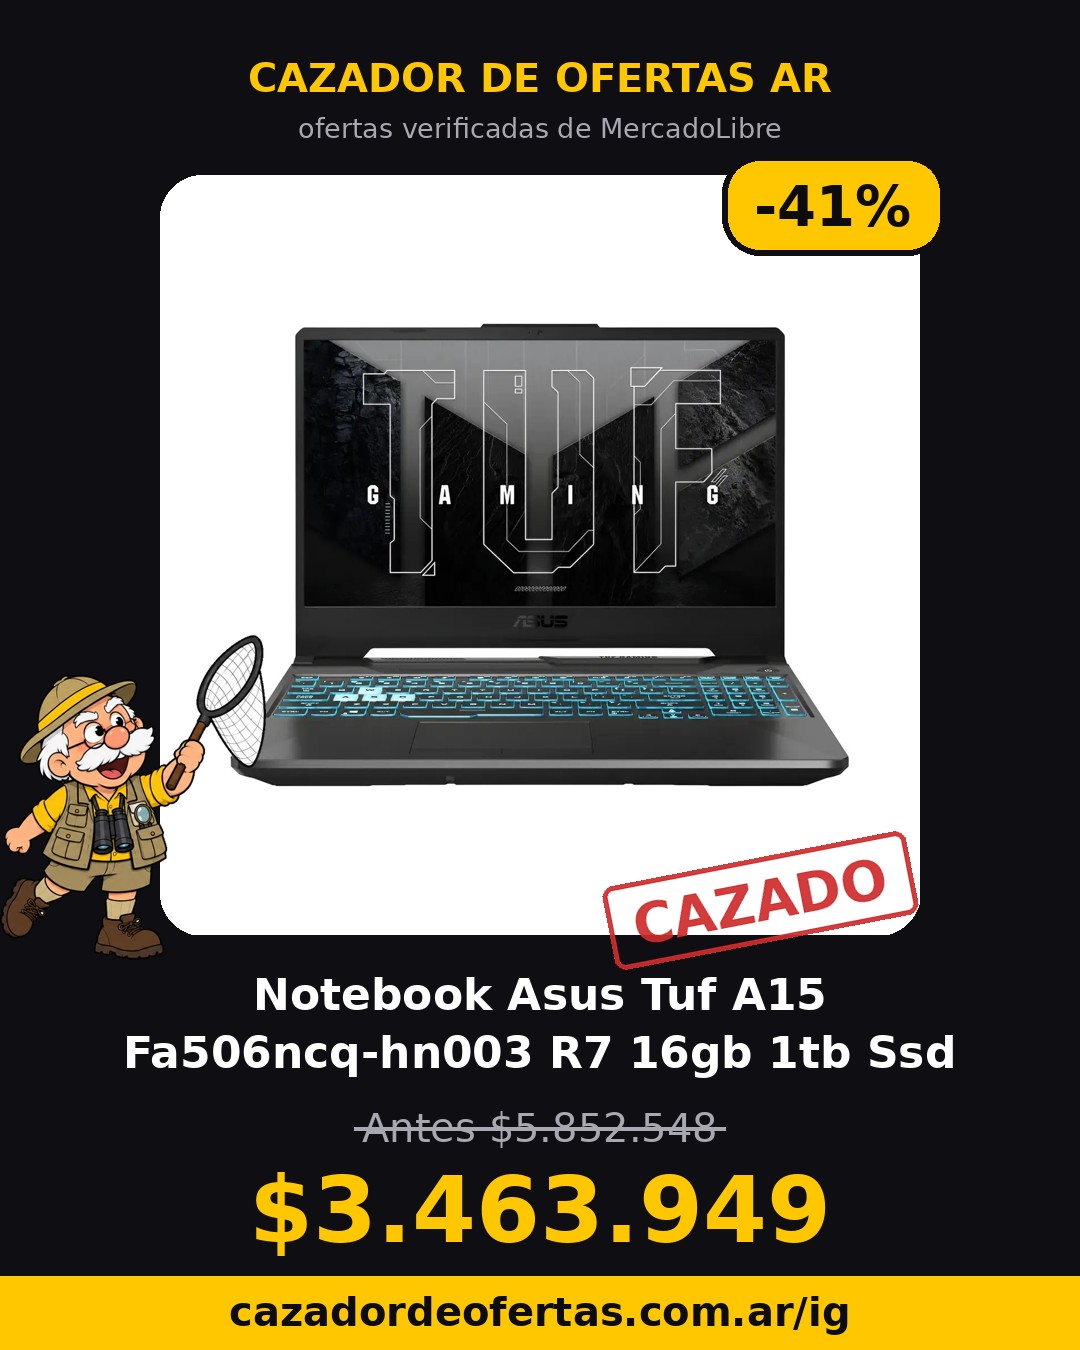 CAZADOR DE OFERTAS AR
ofertas verificadas de MercadoLibre
-41%
TUF
GAMING
ASUS
CAZADO
Notebook Asus Tuf A15
Fa506ncq-hn003 R7 16gb 1tb Ssd
Antes $5.852.548
$3.463.949
cazadordeofertas.com.ar/ig